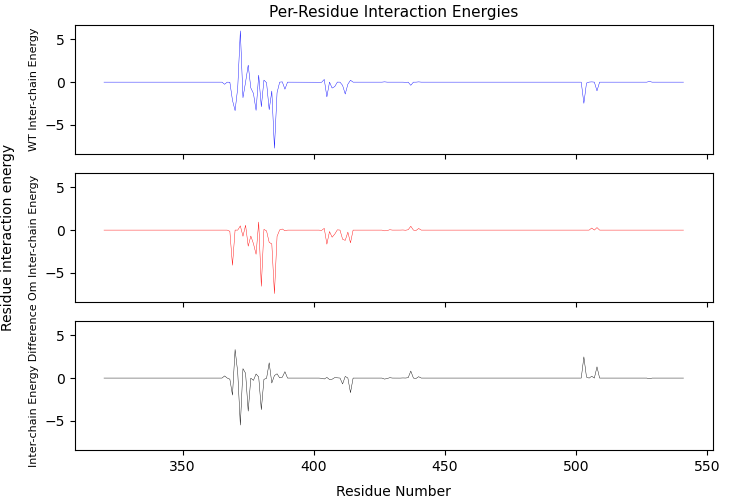 Per-Residue Interaction Energies
Residue interaction energy
WT Inter-chain Energy
5
0
−5
Om Inter-chain Energy
5
0
−5
Inter-chain Energy Difference
5
0
−5
350
400
450
500
550
Residue Number